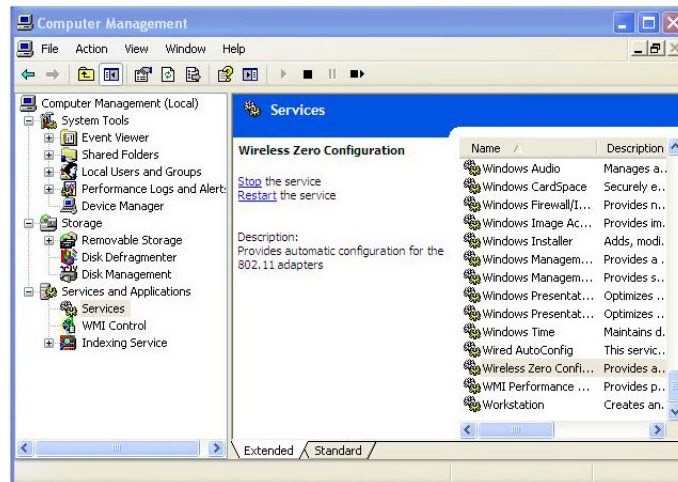 Computer Management
File Action View Window Help
Computer Management (Local)
System Tools
Event Viewer
Shared Folders
Local Users and Groups
Performance Logs and Alert:
Device Manager
Storage
Removable Storage
Disk Defragmenter
Disk Management
Services and Applications
Services
WMI Control
Indexing Service
Services
Wireless Zero Configuration
Stop the service
Restart the service
Description:
Provides automatic configuration for the
802.11 adapters
Name Description
Windows Audio Manages a..
Windows CardSpace Securely e..
Windows Firewall/I... Provides n..
Windows Image Ac... Provides im.
Windows Installer Adds, modi.
Windows Managem... Provides a .
Windows Managem... Provides s..
Windows Presentat... Optimizes ..
Windows Presentat... Optimizes ..
Windows Time Maintains d.
Wired AutoConfig This servic..
Wireless Zero Confi... Provides a..
WMI Performance ... Provides p..
Workstation Creates an.
Extended Standard